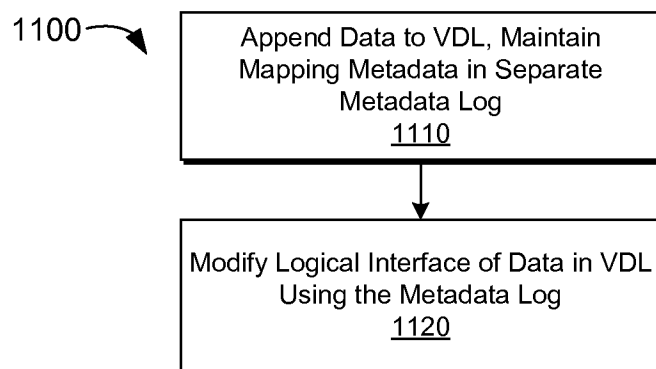 1100
Append Data to VDL, Maintain
Mapping Metadata in Separate
Metadata Log
1110
Modify Logical Interface of Data in VDL
Using the Metadata Log
1120